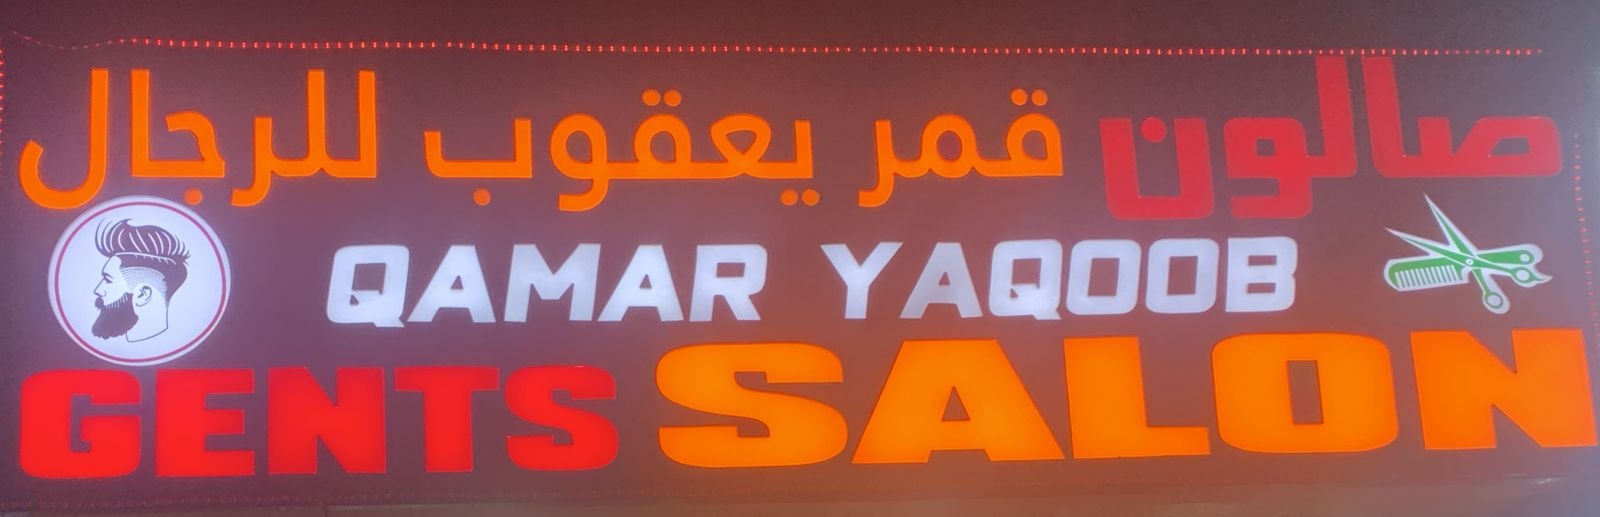 صالون قمر يعقوب للرجال
QAMAR YAQOOB
GENTS SALON